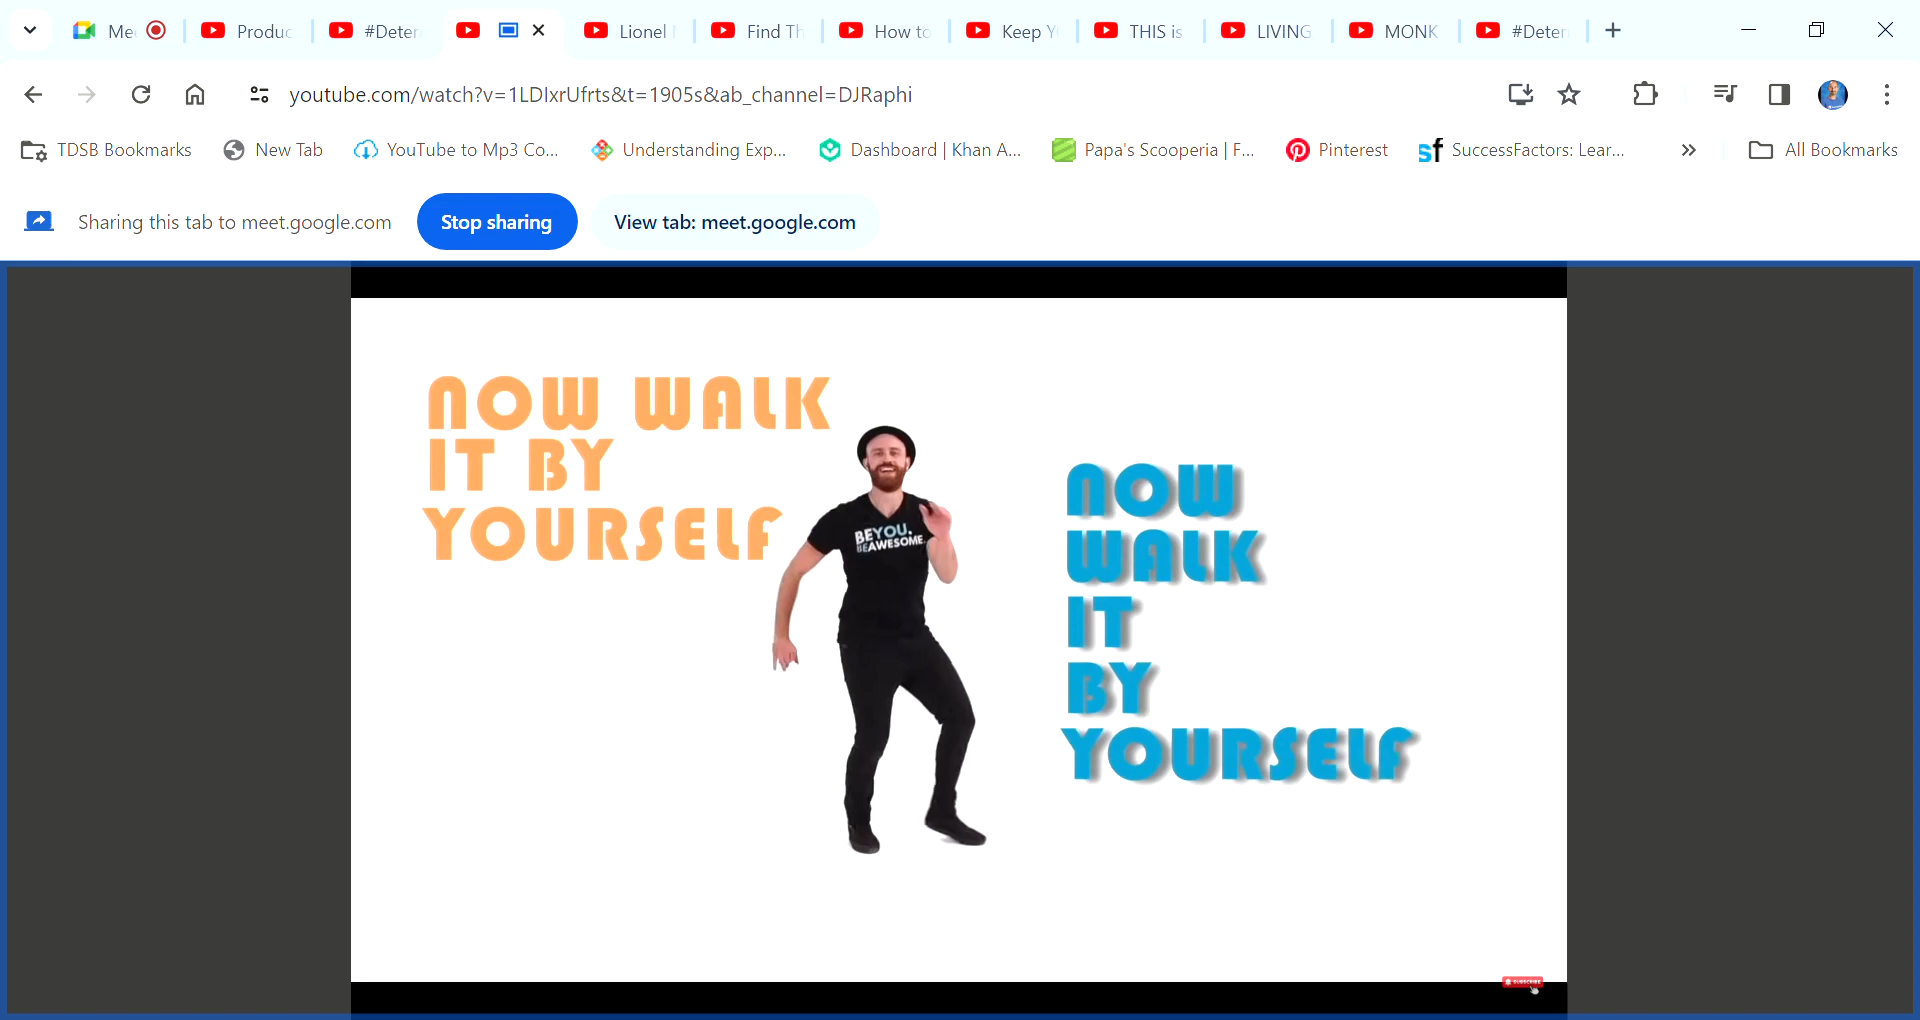 Me
Produc
#Deter
Lionel
Find Th
How to
Keep Y
THIS is
LIVING
MONK
#Deter
youtube.com/watch?v=1LDIxrUfrts&t=1905s&ab_channel=DJRaphi
TDSB Bookmarks
New Tab
YouTube to Mp3 Co...
Understanding Exp...
Dashboard | Khan A...
Papa's Scooperia | F...
Pinterest
sf SuccessFactors: Lear...
All Bookmarks
Sharing this tab to meet.google.com
Stop sharing
View tab: meet.google.com
NOW WALK
IT BY
YOURSELF
BEYOU.
BEAWESOME.
NOW
WALK
IT
BY
YOURSELF
SUBSCRIBE